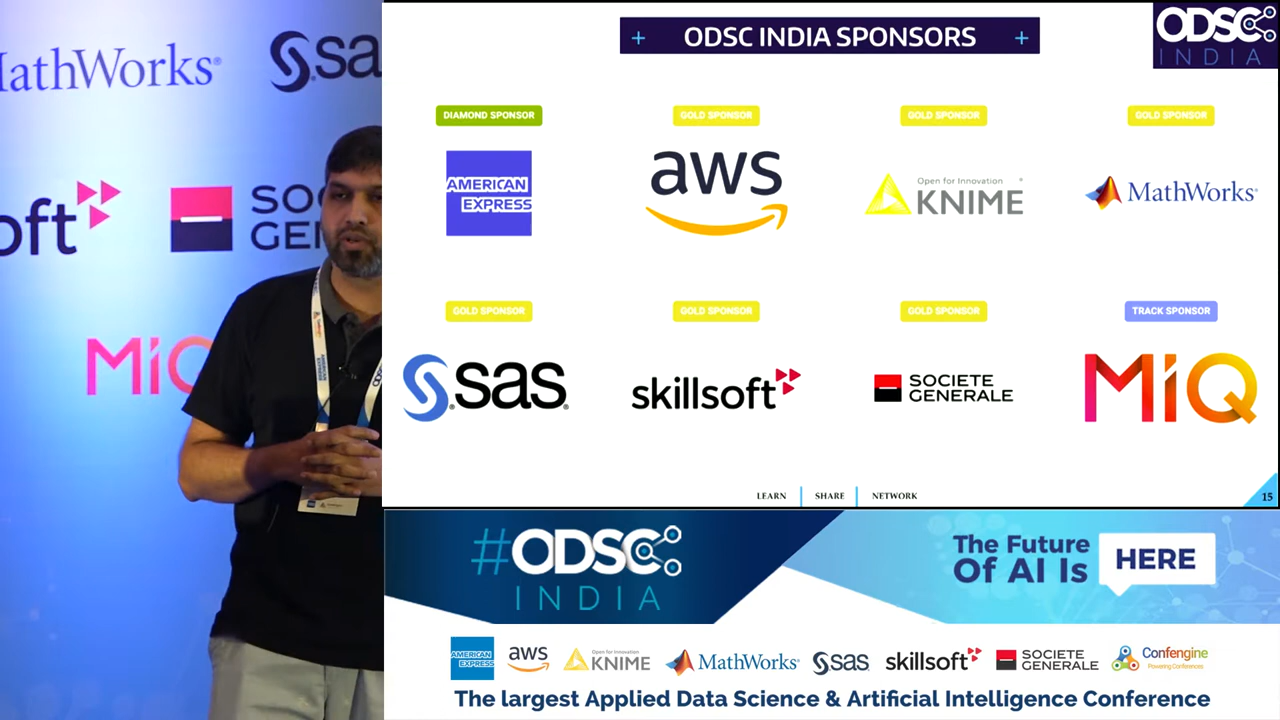 MathWorks®
sa
oft
SOC
GEN
MiQ
ODSC INDIA SPONSORS
ODSC
INDIA
DIAMOND SPONSOR
GOLD SPONSOR
GOLD SPONSOR
GOLD SPONSOR
AMERICAN
EXPRESS
aws
Open for Innovation
KNIME
MathWorks®
GOLD SPONSOR
GOLD SPONSOR
GOLD SPONSOR
TRACK SPONSOR
sas
skillsoft
SOCIETE
GENERALE
MiQ
LEARN | SHARE | NETWORK
15
#ODSC
INDIA
The Future
Of AI Is HERE
AMERICAN
EXPRESS
aws
Open for Innovation
KNIME
MathWorks®
sas
skillsoft
SOCIETE
GENERALE
Confengine
Powering Conferences
The largest Applied Data Science & Artificial Intelligence Conference